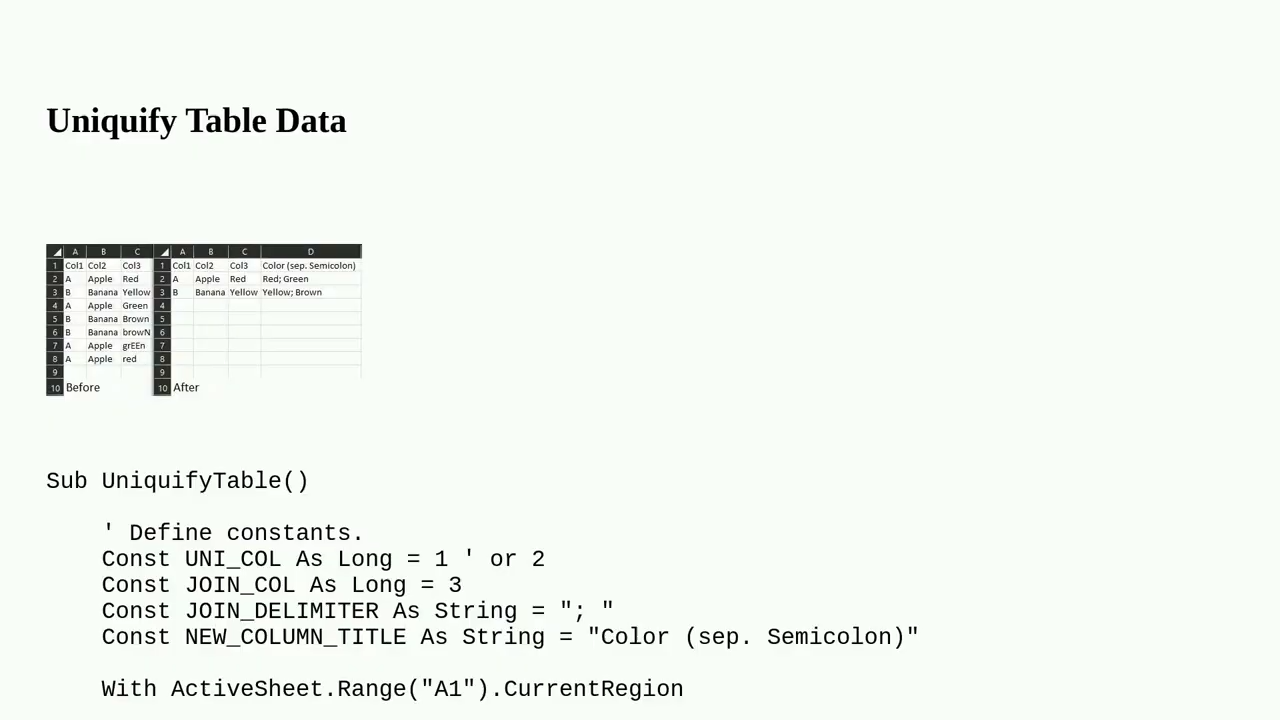 Uniquify Table Data
A B C A B C D
1 Col1 Col2 Col3 1 Col1 Col2 Col3 Color (sep. Semicolon)
2 A Apple Red 2 A Apple Red Red; Green
3 B Banana Yellow 3 B Banana Yellow Yellow; Brown
4 A Apple Green 4
5 B Banana Brown 5
6 B Banana browN 6
7 A Apple grEEn 7
8 A Apple red 8
9 9
10 Before 10 After
Sub UniquifyTable()
' Define constants.
Const UNI_COL As Long = 1 ' or 2
Const JOIN_COL As Long = 3
Const JOIN_DELIMITER As String = "; "
Const NEW_COLUMN_TITLE As String = "Color (sep. Semicolon)"
With ActiveSheet.Range("A1").CurrentRegion